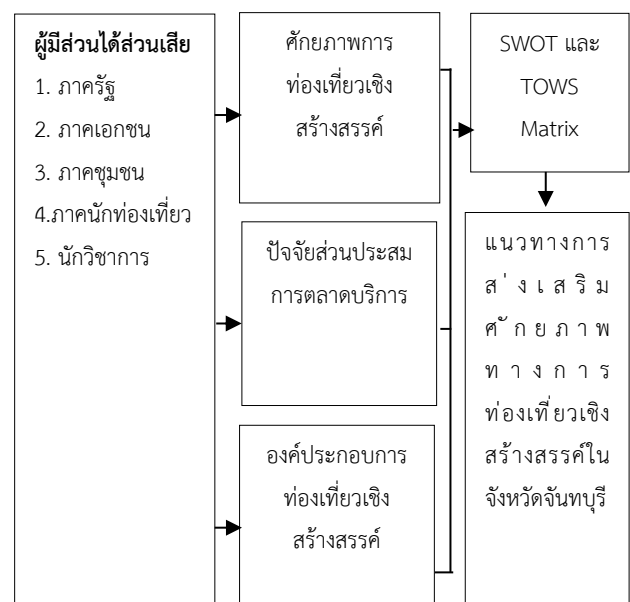 ผู้มีส่วนได้ส่วนเสีย
1. ภาครัฐ
2. ภาคเอกชน
3. ภาคชุมชน
4.ภาคนักท่องเที่ยว
5. นักวิชาการ
ศักยภาพการ
ท่องเที่ยวเชิง
สร้างสรรค์
ปัจจัยส่วนประสม
การตลาดบริการ
องค์ประกอบการ
ท่องเที่ยวเชิง
สร้างสรรค์
SWOT และ
TOWS
Matrix
แนวทางการ
ส่งเสริม
ศักยภาพ
ทางการ
ท่องเที่ยวเชิง
สร้างสรรค์ใน
จังหวัดจันทบุรี